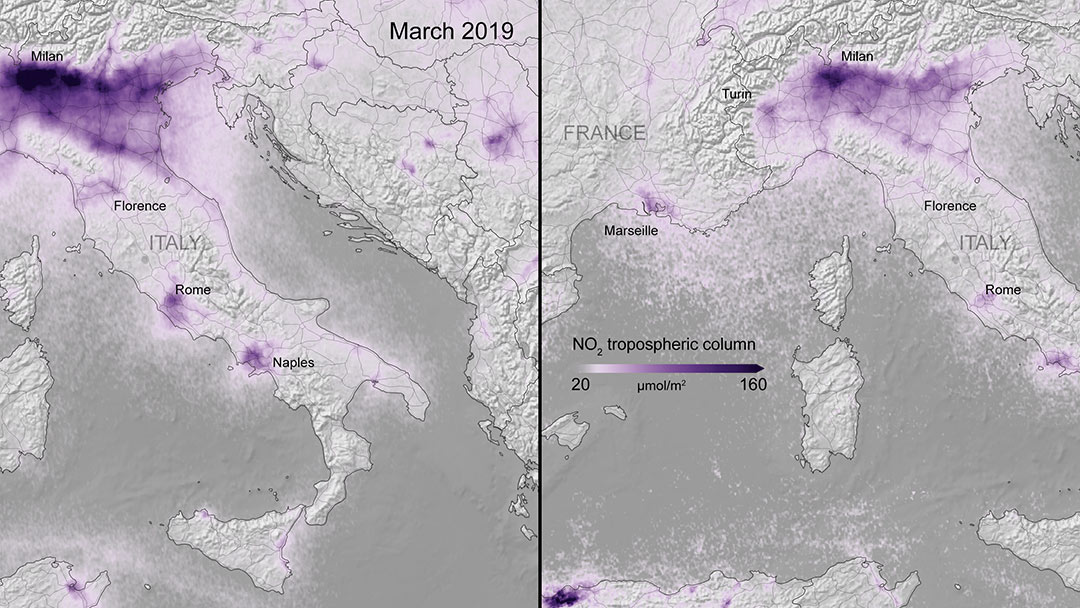 March 2019
Milan
Florence
ITALY
Rome
Naples
Milan
Turin
FRANCE
Florence
Marseille
ITALY
Rome
NO₂ tropospheric column
20 μmol/m² 160